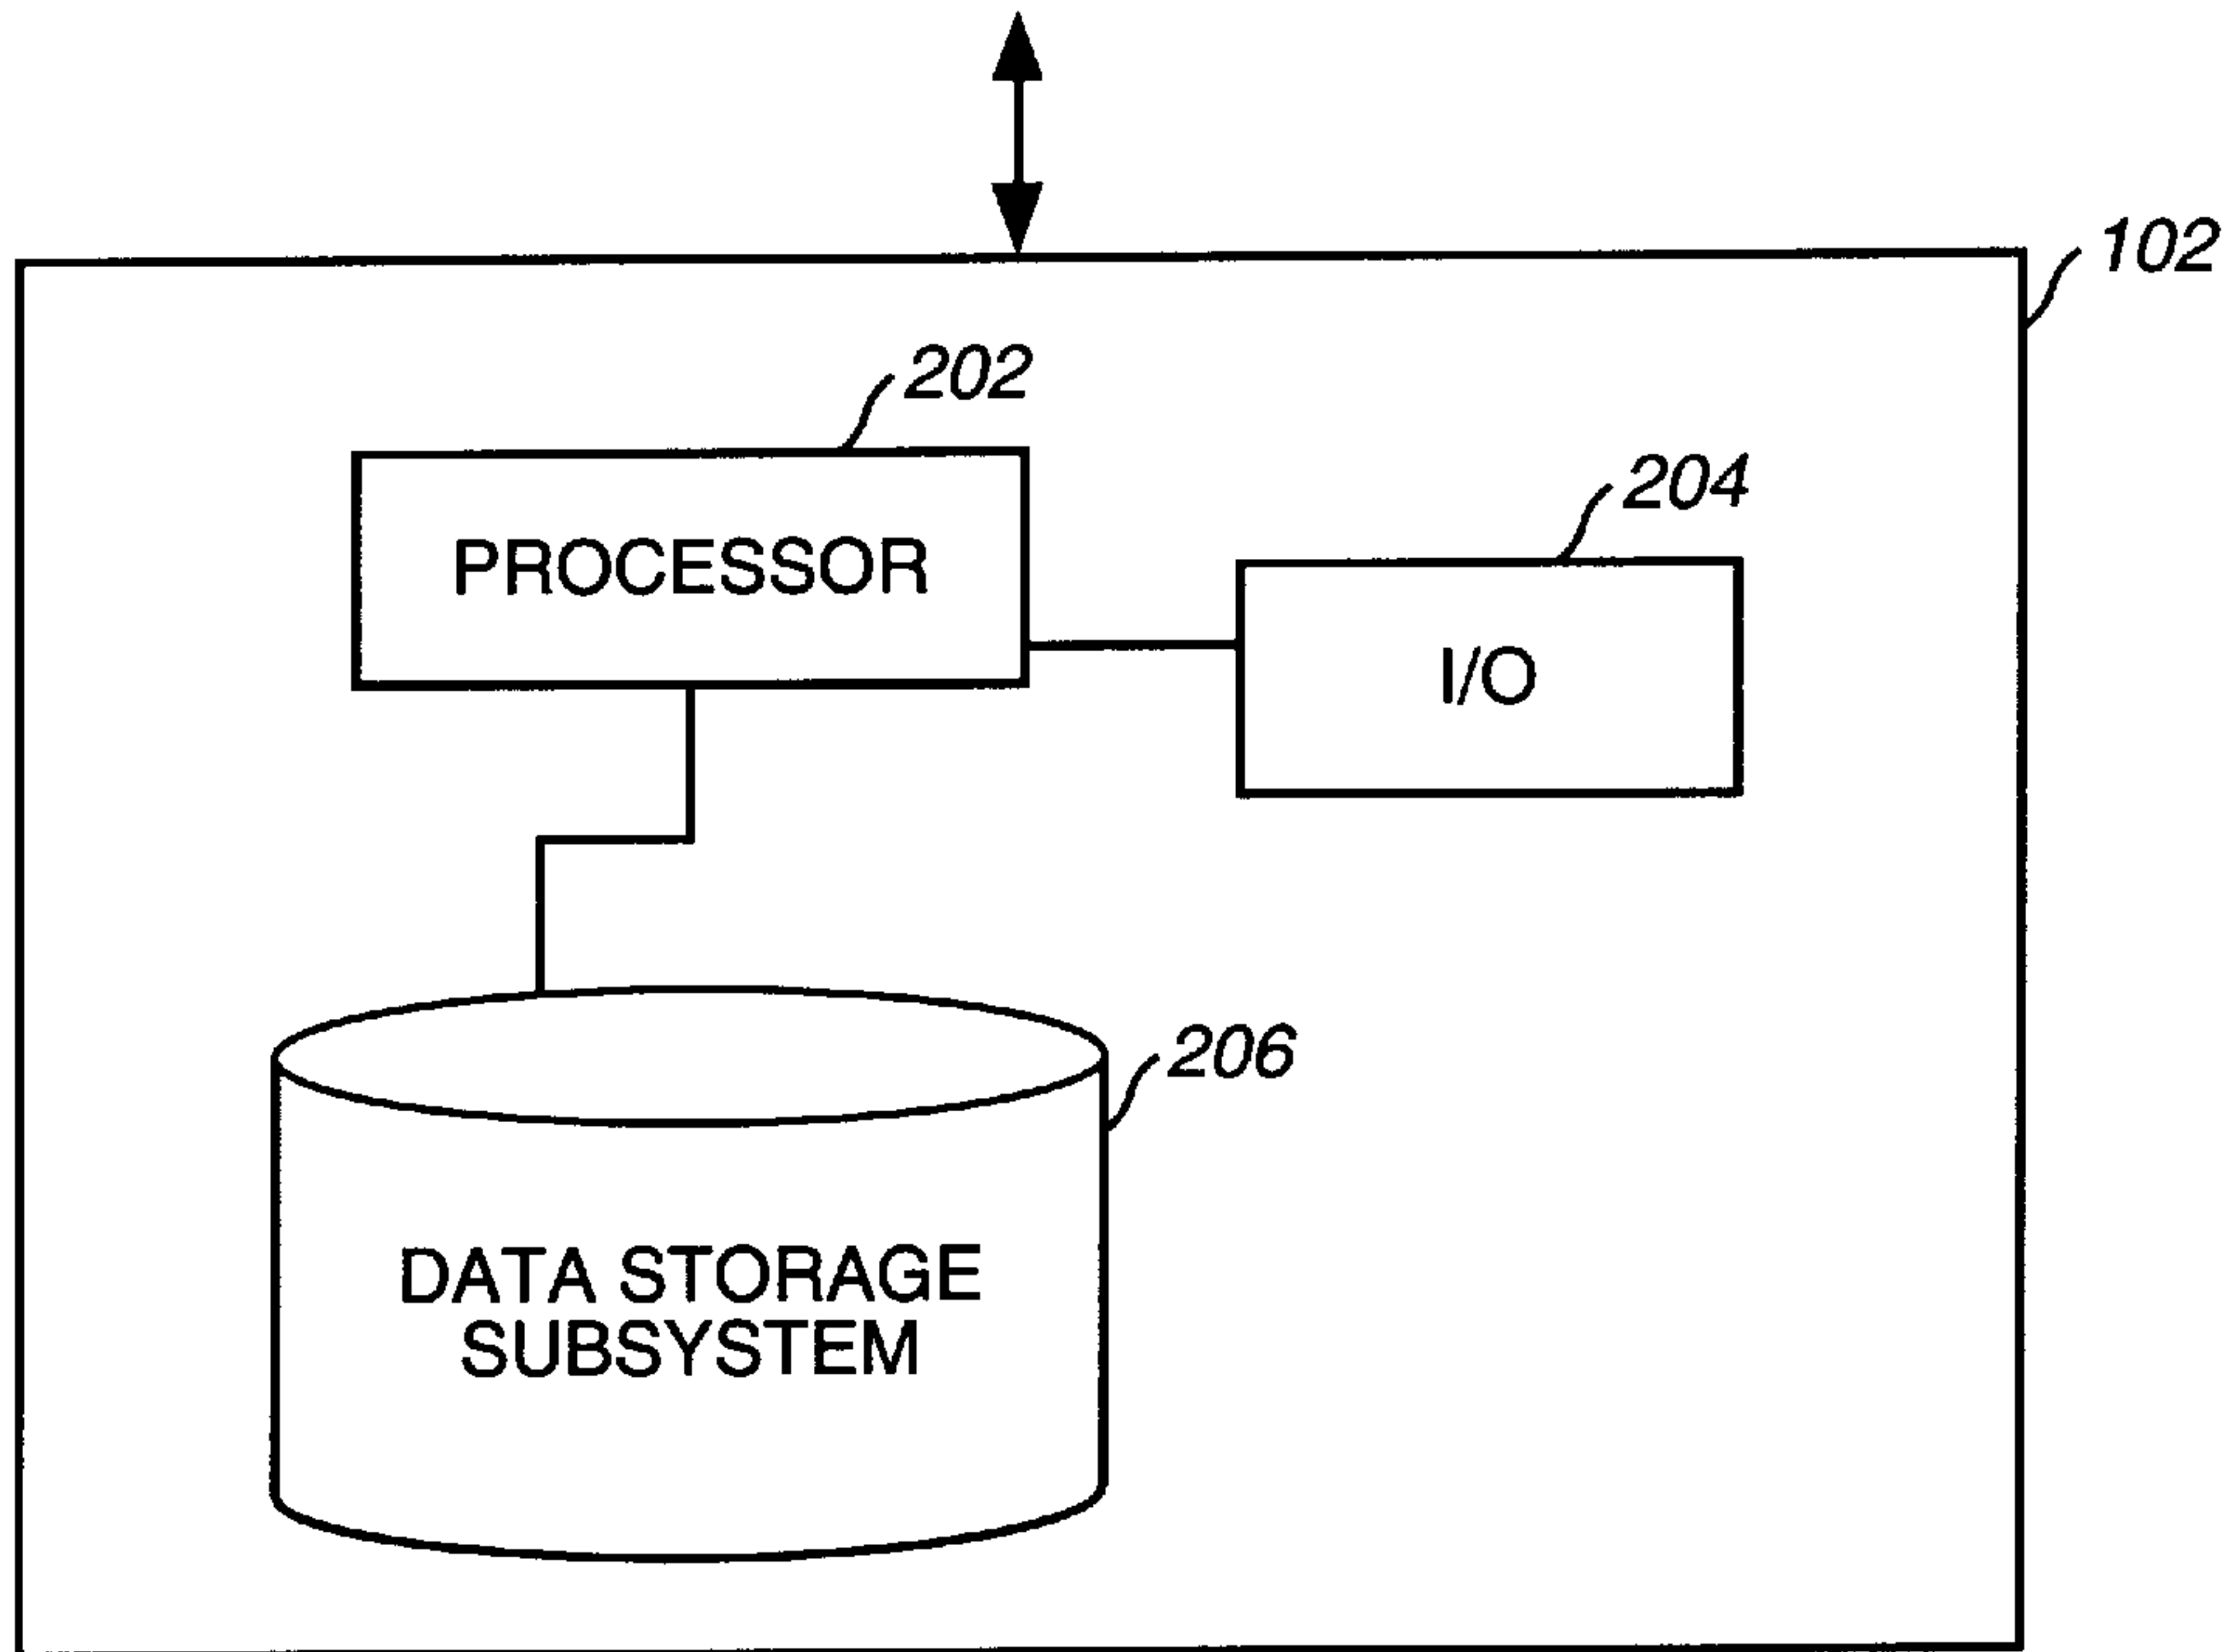 102
202
PROCESSOR
204
I/O
206
DATA STORAGE
SUBSYSTEM